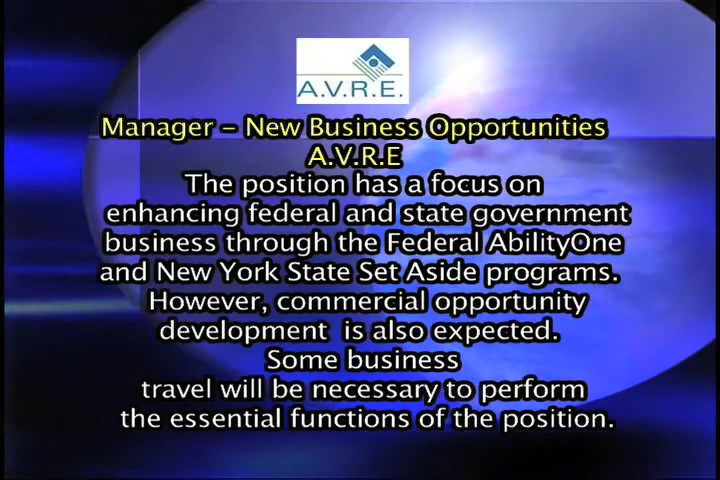 A.V.R.E.
Manager – New Business Opportunities
A.V.R.E
The position has a focus on
enhancing federal and state government
business through the Federal AbilityOne
and New York State Set Aside programs.
However, commercial opportunity
development is also expected.
Some business
travel will be necessary to perform
the essential functions of the position.